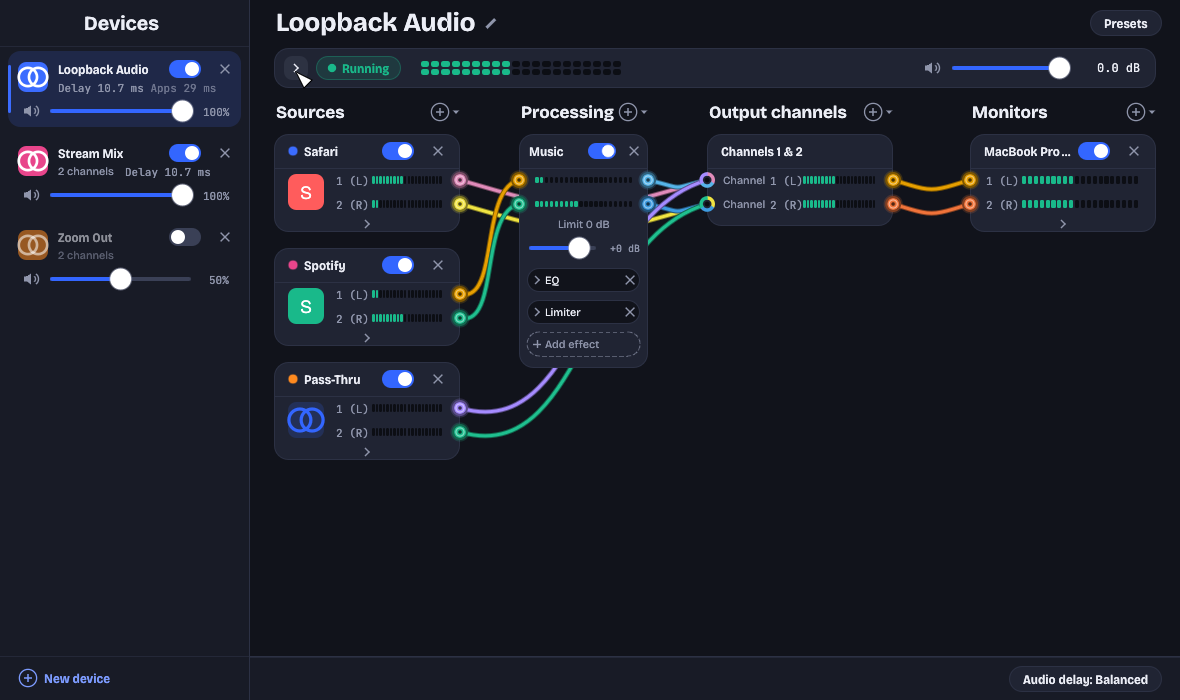 Devices
Loopback Audio
Delay 10.7 ms Apps 29 ms
100%
Stream Mix
2 channels Delay 10.7 ms
100%
Zoom Out
2 channels
50%
New device
Loopback Audio
Presets
Running
0.0 dB
Sources
Processing
Output channels
Monitors
Safari
S
1 (L)
2 (R)
Spotify
S
1 (L)
2 (R)
Pass-Thru
1 (L)
2 (R)
Music
Limit 0 dB
+0 dB
EQ
Limiter
+ Add effect
Channels 1 & 2
Channel 1 (L)
Channel 2 (R)
MacBook Pro ...
1 (L)
2 (R)
Audio delay: Balanced